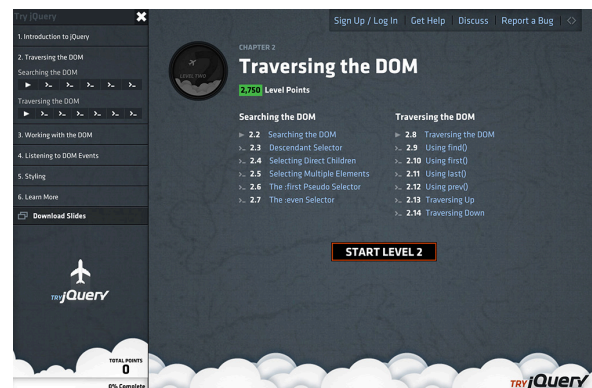 Try jQuery
Sign Up / Log In
Get Help
Discuss
Report a Bug
1. Introduction to jQuery
2. Traversing the DOM
Searching the DOM
Traversing the DOM
3. Working with the DOM
4. Listening to DOM Events
5. Styling
6. Learn More
Download Slides
TRY jQuery
TOTAL POINTS
0
0% Complete
LEVEL TWO
CHAPTER 2
Traversing the DOM
2,750 Level Points
Searching the DOM
2.2 Searching the DOM
2.3 Descendant Selector
2.4 Selecting Direct Children
2.5 Selecting Multiple Elements
2.6 The :first Pseudo Selector
2.7 The :even Selector
Traversing the DOM
2.8 Traversing the DOM
2.9 Using find()
2.10 Using first()
2.11 Using last()
2.12 Using prev()
2.13 Traversing Up
2.14 Traversing Down
START LEVEL 2
TRY jQuery